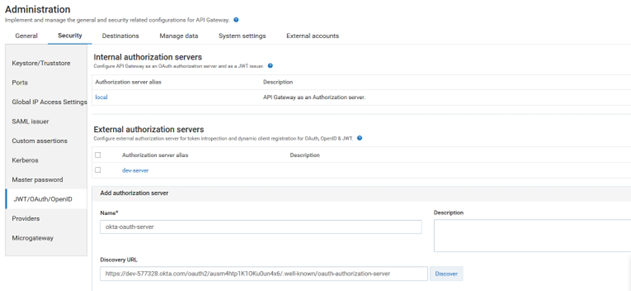 Administration
Implement and manage the general and security related configurations for API Gateway.
General Security Destinations Manage data System settings External accounts
Keystore/Truststore
Ports
Global IP Access Settings
SAML issuer
Custom assertions
Kerberos
Master password
JWT/OAuth/OpenID
Providers
Microgateway
Internal authorization servers
Configure API Gateway as an OAuth authorization server and as a JWT issuer.
Authorization server alias Description
local API Gateway as an Authorization server.
External authorization servers
Configure external authorization server for token introspection and dynamic client registration for OAuth, OpenID & JWT.
Authorization server alias Description
dev-server
Add authorization server
Name* Description
okta-oauth-server
Discovery URL
https://dev-577328.okta.com/oauth2/ausm4htp1K1OKu0un4x6/.well-known/oauth-authorization-server Discover